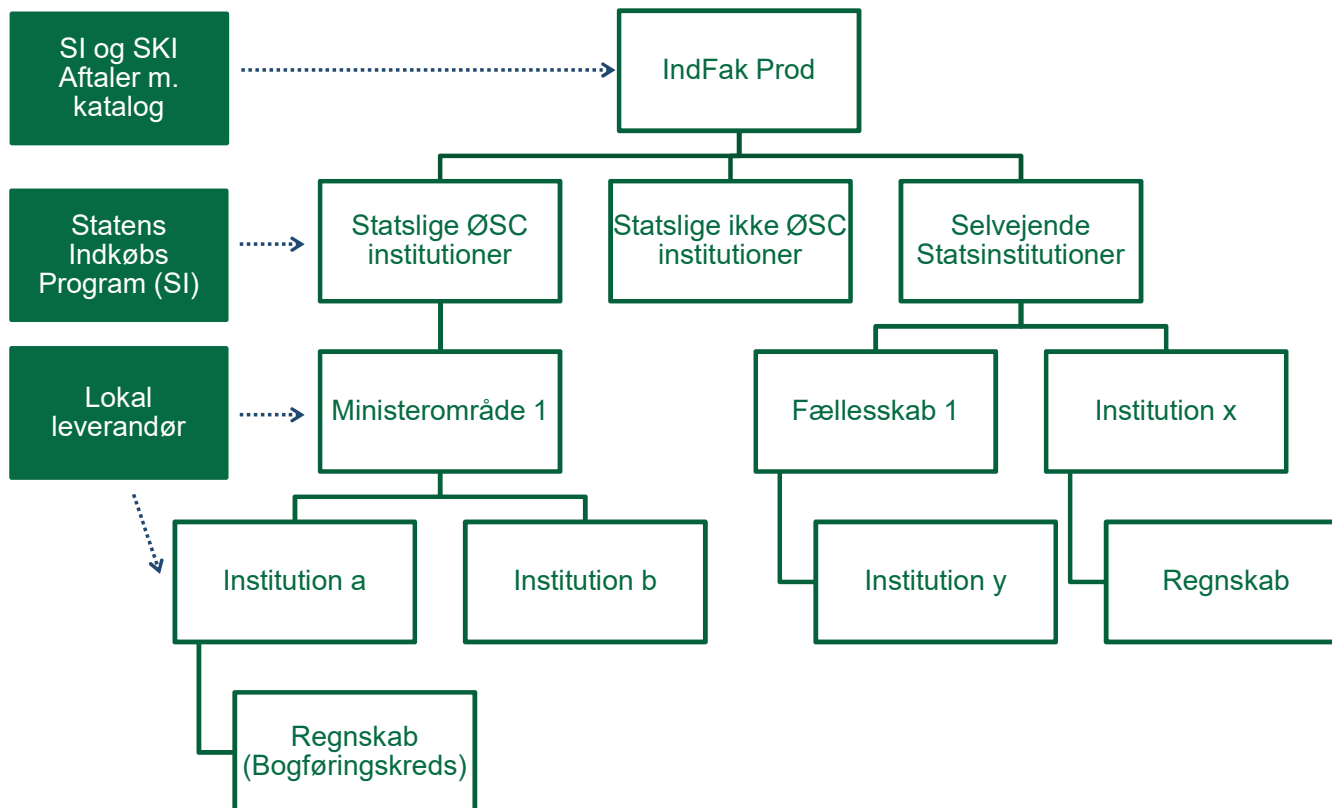 SI og SKI
Aftaler m.
katalog
IndFak Prod
Statens
Indkøbs
Program (SI)
Statslige ØSC
institutioner
Statslige ikke ØSC
institutioner
Selvejende
Statsinstitutioner
Lokal
leverandør
Ministerområde 1
Fællesskab 1
Institution x
Institution a
Institution b
Institution y
Regnskab
Regnskab
(Bogføringskreds)